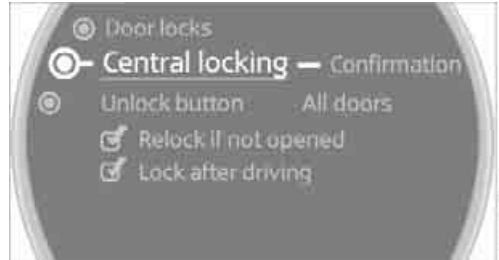 Door locks
Central locking – Confirmation
Unlock button All doors
Relock if not opened
Lock after driving